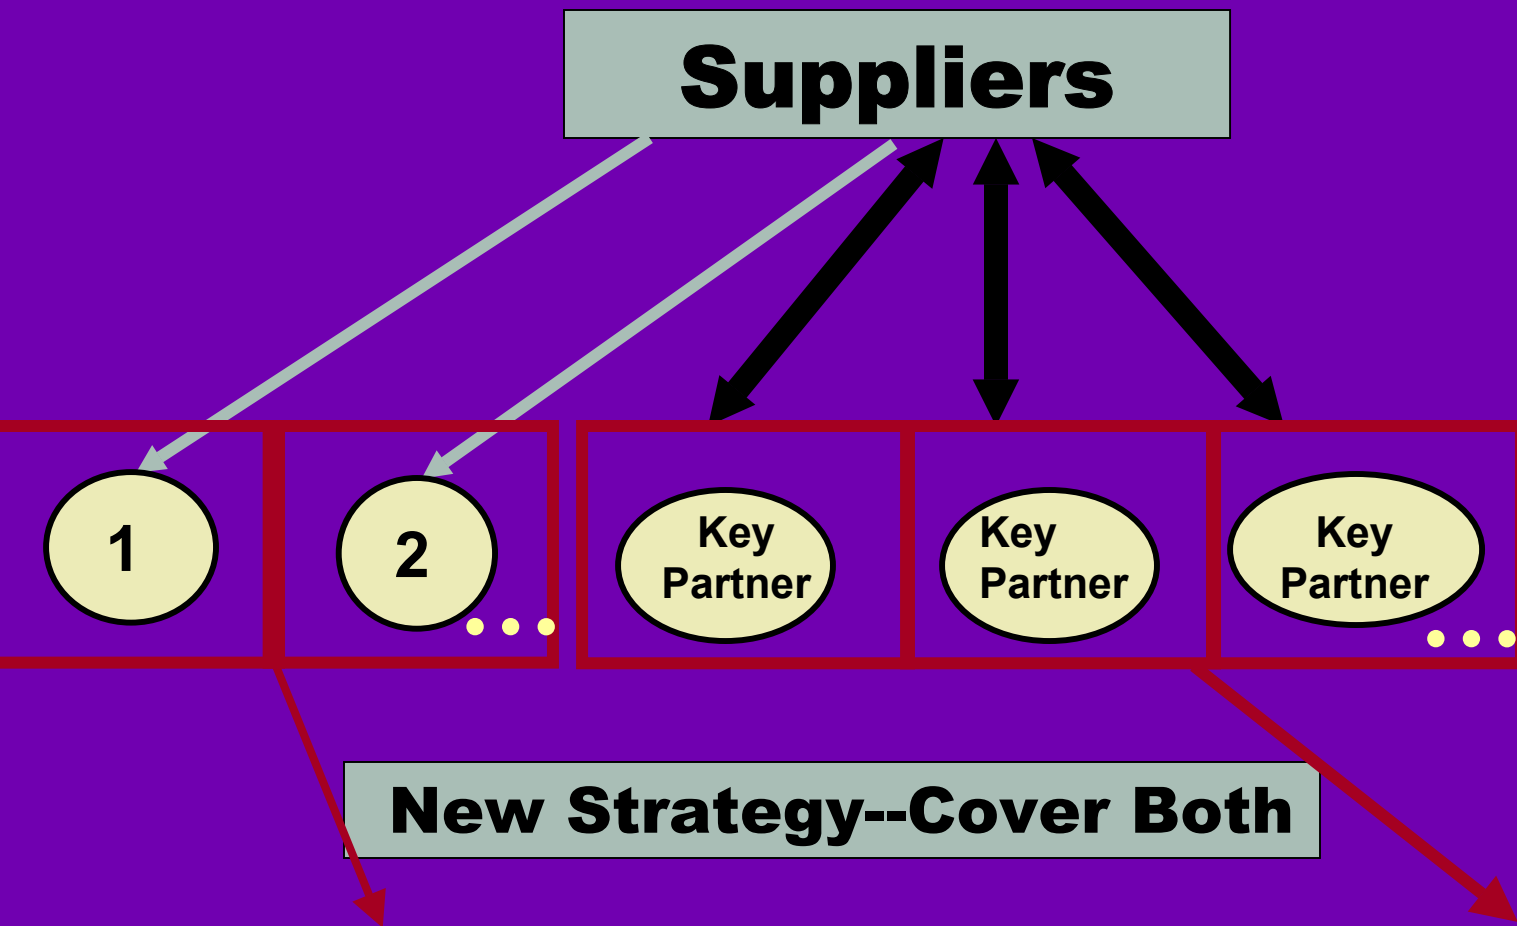 Suppliers
1
2
...
Key
Partner
Key
Partner
Key
Partner
...
New Strategy--Cover Both